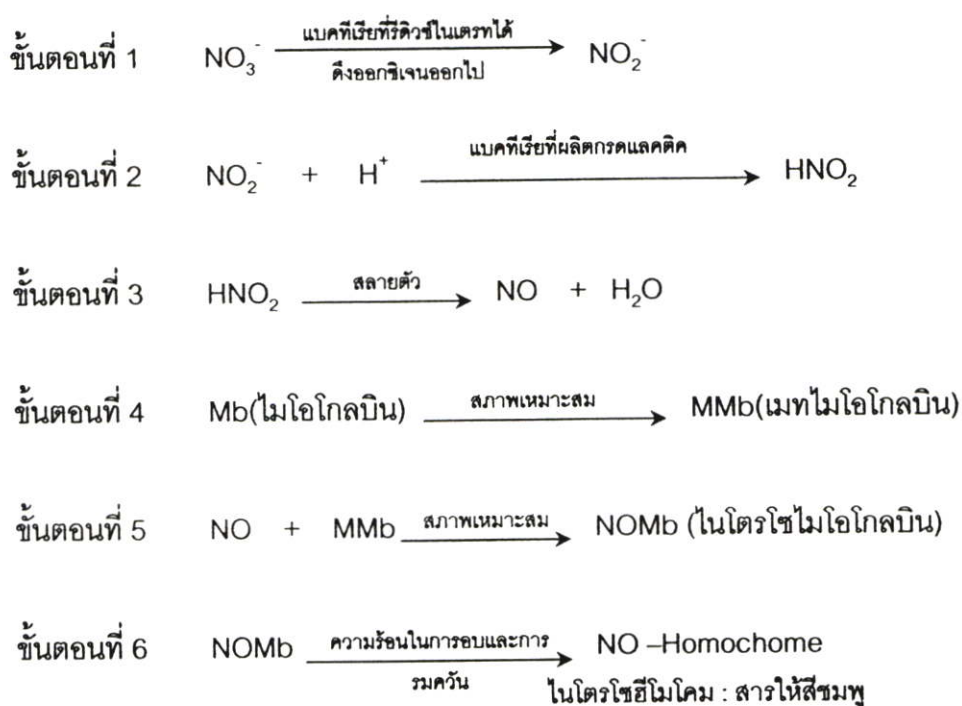 แบคทีเรียที่รีดิวซ์ไนเตรทได้
ขั้นตอนที่ 1 NO₃⁻ NO₂⁻
ดึงออกซิเจนออกไป
แบคทีเรียที่ผลิตกรดแลคติค
ขั้นตอนที่ 2 NO₂⁻ + H⁺ HNO₂
สลายตัว
ขั้นตอนที่ 3 HNO₂ NO + H₂O
สภาพเหมาะสม
ขั้นตอนที่ 4 Mb(ไมโอโกลบิน) MMb(เมทไมโอโกลบิน)
สภาพเหมาะสม
ขั้นตอนที่ 5 NO + MMb NOMb (ไนโตรโซไมโอโกลบิน)
ความร้อนในการอบและการ
ขั้นตอนที่ 6 NOMb NO –Homochome
รมควัน
ไนโตรโซฮีโมโคม : สารให้สีชมพู